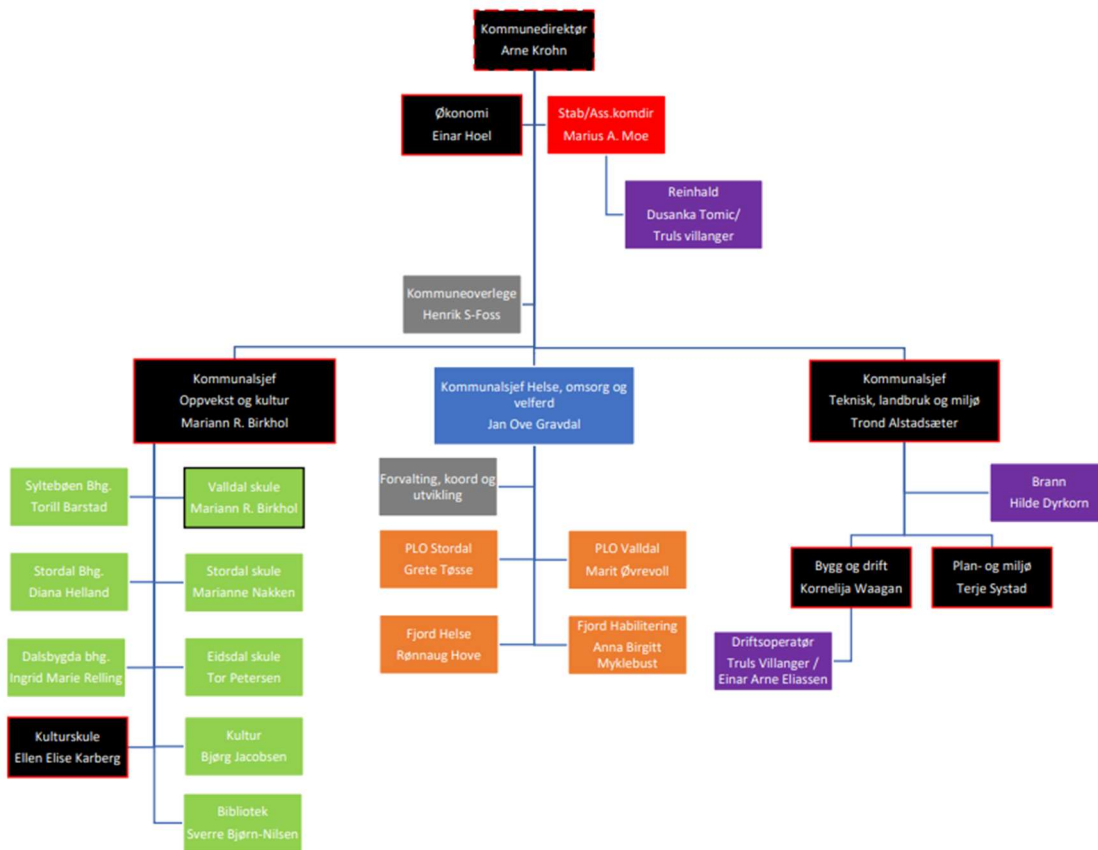 Kommunedirektør
Arne Krohn
Økonomi
Einar Hoel
Stab/Ass.komdir
Marius A. Moe
Reinhald
Dusanka Tomic/
Truls villanger
Kommuneoverlege
Henrik S-Foss
Kommunalsjef
Oppvekst og kultur
Mariann R. Birkhol
Kommunalsjef Helse, omsorg og
velferd
Jan Ove Gravdal
Kommunalsjef
Teknisk, landbruk og miljø
Trond Alstadsæter
Syltebøen Bhg.
Torill Barstad
Valldal skule
Mariann R. Birkhol
Stordal Bhg.
Diana Helland
Stordal skule
Marianne Nakken
Dalsbygda bhg.
Ingrid Marie Relling
Eidsdal skule
Tor Petersen
Kulturskule
Ellen Elise Karberg
Kultur
Bjørg Jacobsen
Bibliotek
Sverre Bjørn-Nilsen
Forvalting, koord og
utvikling
PLO Stordal
Grete Tøsse
PLO Valldal
Marit Øvrevoll
Fjord Helse
Rønnaug Hove
Fjord Habilitering
Anna Birgitt
Myklebust
Brann
Hilde Dyrkorn
Bygg og drift
Kornelija Waagan
Plan- og miljø
Terje Systad
Driftsoperatør
Truls Villanger /
Einar Arne Eliassen